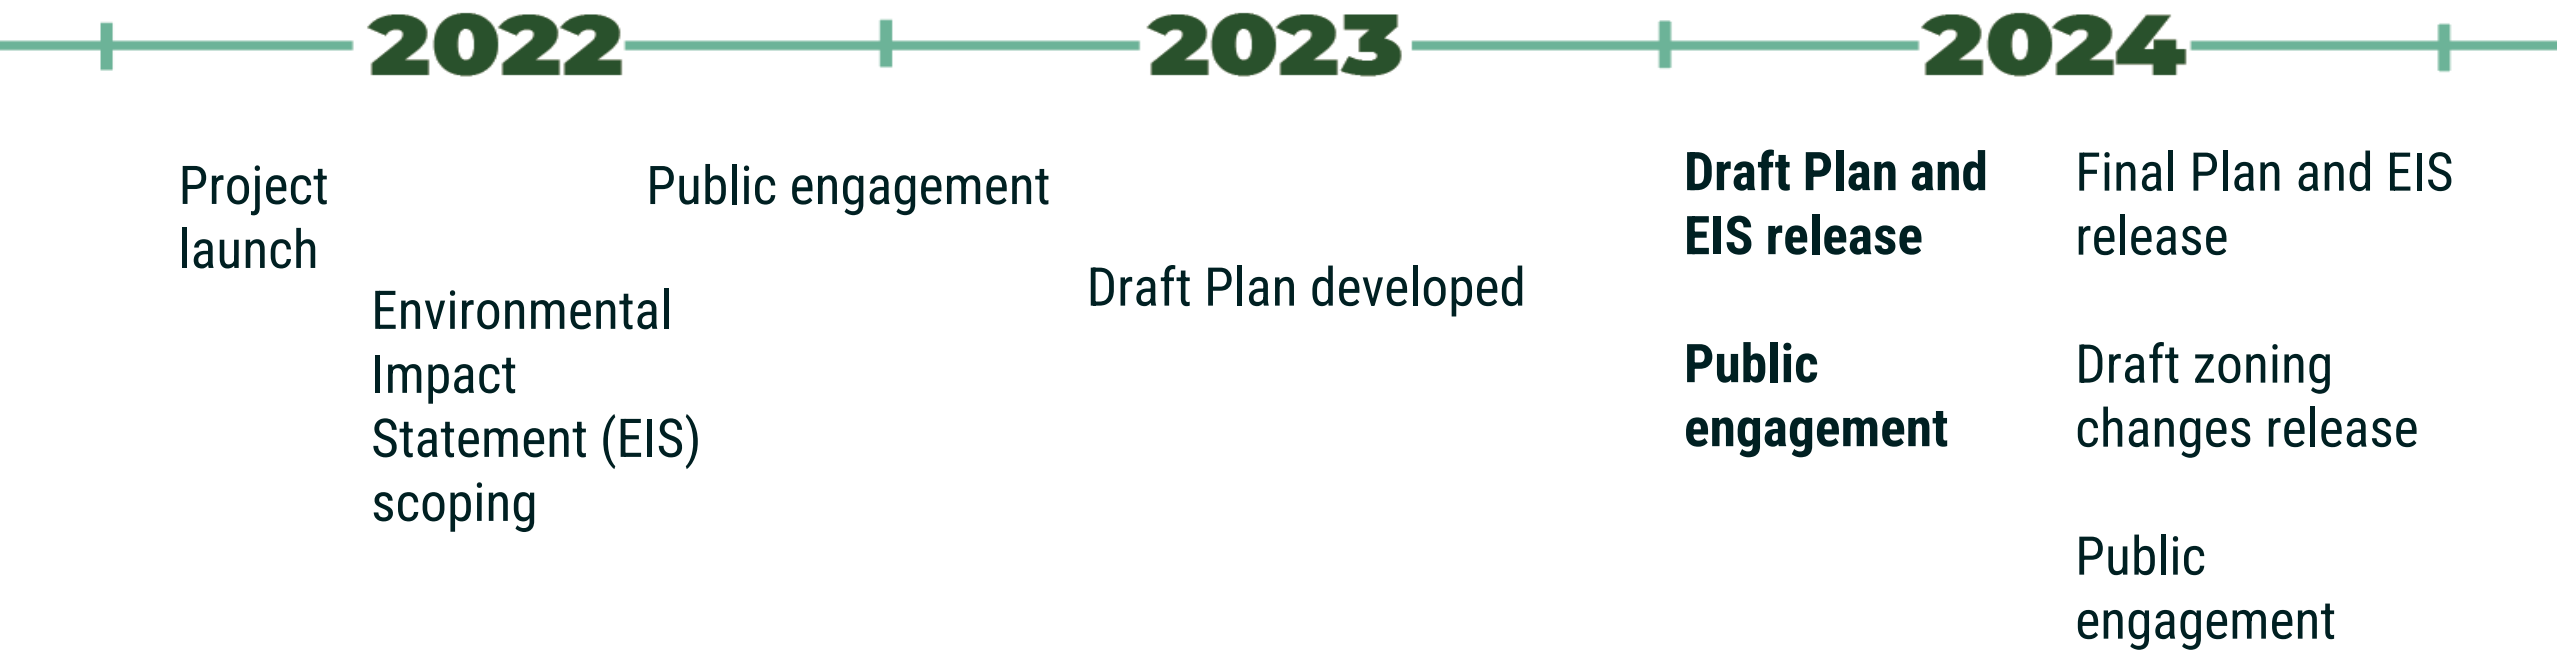 2022
2023
2024
Project
launch
Environmental
Impact
Statement (EIS)
scoping
Public engagement
Draft Plan developed
Draft Plan and
EIS release
Public
engagement
Final Plan and EIS
release
Draft zoning
changes release
Public
engagement